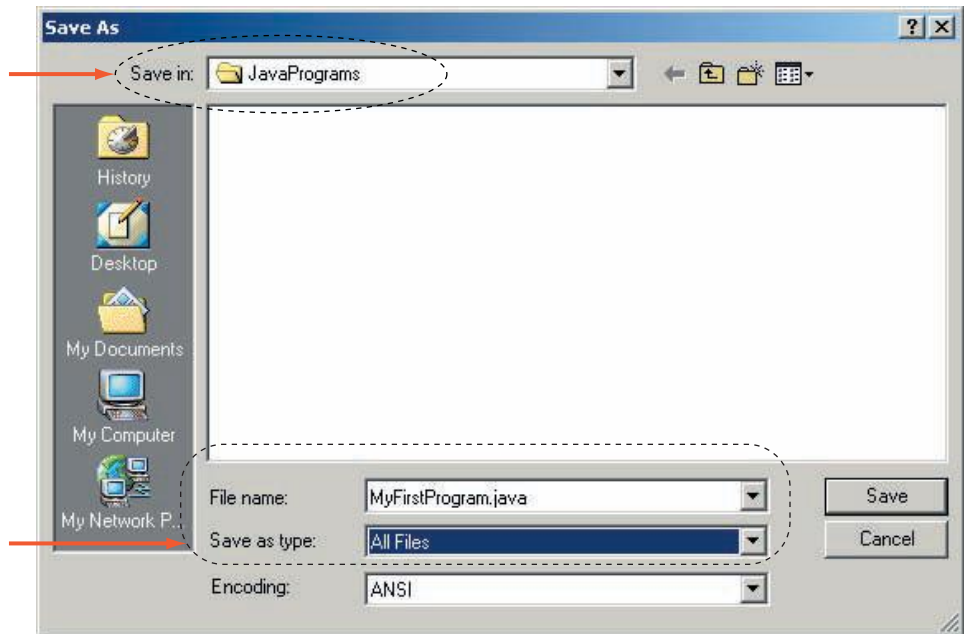 Save As
Save in: JavaPrograms
History
Desktop
My Documents
My Computer
My Network P...
File name: MyFirstProgram.java
Save
Save as type: All Files
Cancel
Encoding: ANSI